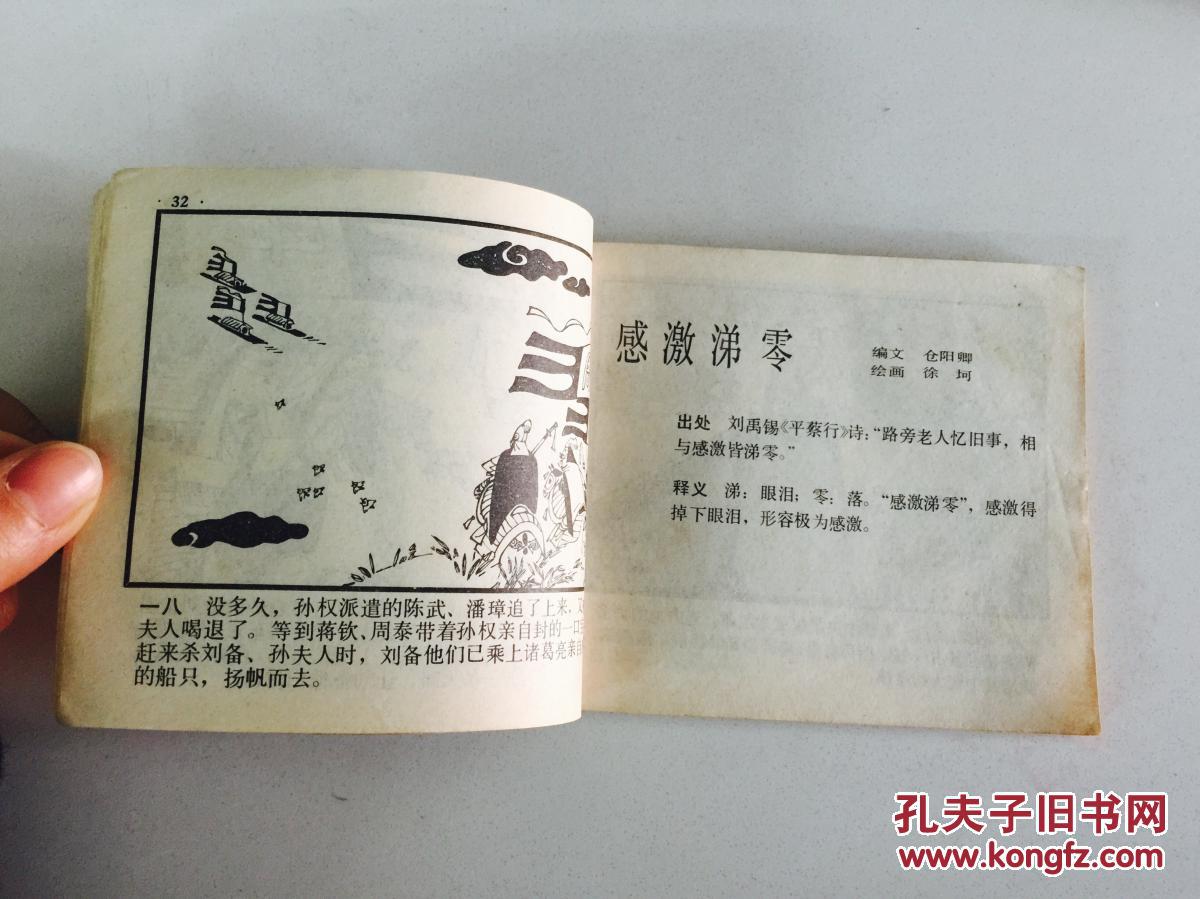 · 32 ·
一八　没多久，孙权派遣的陈武、潘璋追了上来，
夫人喝退了。等到蒋钦、周泰带着孙权亲自封的一口
赶来杀刘备、孙夫人时，刘备他们已乘上诸葛亮亲自
的船只，扬帆而去。
感激涕零
编文　仓阳卿
绘画　徐　坷
出处　刘禹锡《平蔡行》诗：“路旁老人忆旧事，相
与感激皆涕零。”
释义　涕：眼泪；零：落。“感激涕零”，感激得
掉下眼泪，形容极为感激。
孔夫子旧书网
www.kongfz.com